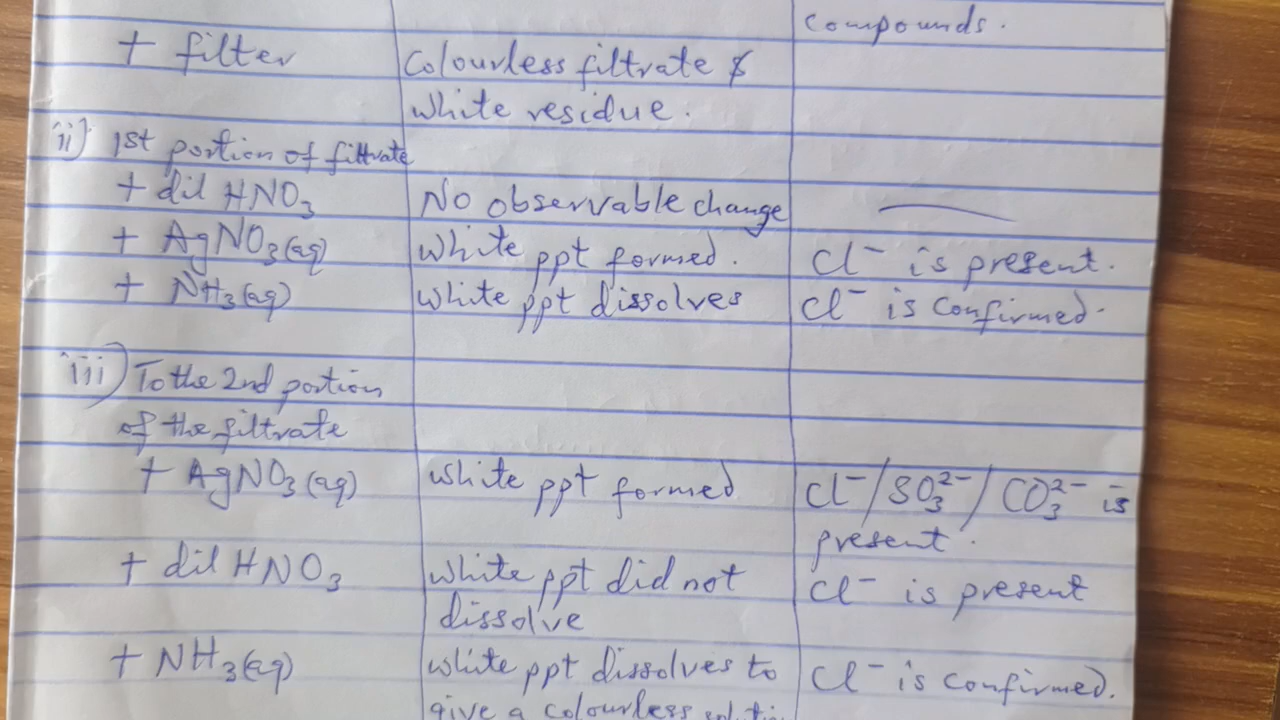 compounds.
+ filter Colourless filtrate &
white residue.
ii) 1st portion of filtrate
+ dil HNO₃ No observable change
+ AgNO₃(aq) white ppt formed. Cl⁻ is present.
+ NH₃(aq) white ppt dissolves Cl⁻ is confirmed.
iii) To the 2nd portion
of the filtrate
+ AgNO₃(aq) white ppt formed Cl⁻/SO₃²⁻/CO₃²⁻ is
present.
+ dil HNO₃ white ppt did not Cl⁻ is present
dissolve
+ NH₃(aq) white ppt dissolves to Cl⁻ is confirmed.
give a colourless